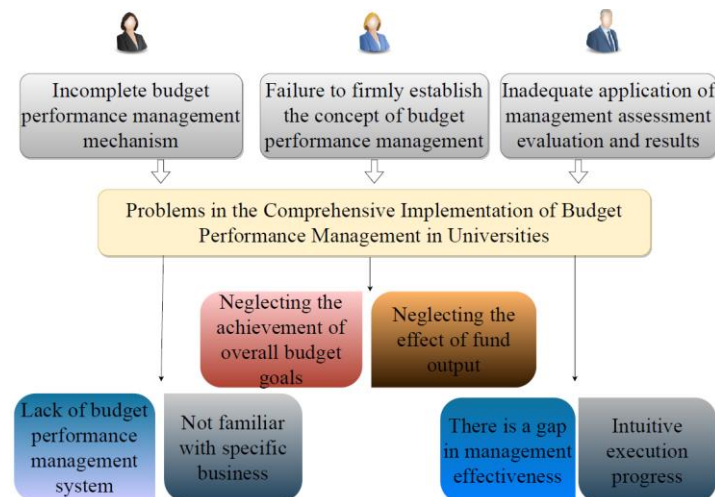 Incomplete budget
performance management
mechanism
Failure to firmly establish
the concept of budget
performance management
Inadequate application of
management assessment
evaluation and results
Problems in the Comprehensive Implementation of Budget
Performance Management in Universities
Neglecting the
achievement of
overall budget
goals
Neglecting the
effect of fund
output
Lack of budget
performance
management
system
Not familiar
with specific
business
There is a gap
in management
effectiveness
Intuitive
execution
progress